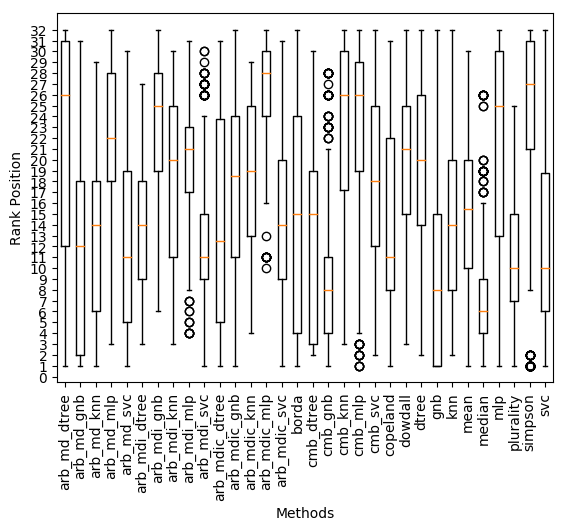 32
31
30
29
28
27
26
25
24
23
22
21
20
19
18
17
16
15
14
13
12
11
10
9
8
7
6
5
4
3
2
1
0
Rank Position
arb_md_dtree
arb_md_gnb
arb_md_knn
arb_md_mlp
arb_md_svc
arb_mdi_dtree
arb_mdi_gnb
arb_mdi_knn
arb_mdi_mlp
arb_mdi_svc
arb_mdic_dtree
arb_mdic_gnb
arb_mdic_knn
arb_mdic_mlp
arb_mdic_svc
borda
cmb_dtree
cmb_gnb
cmb_knn
cmb_mlp
cmb_svc
copeland
dowdall
dtree
gnb
knn
mean
median
mlp
plurality
simpson
svc
Methods